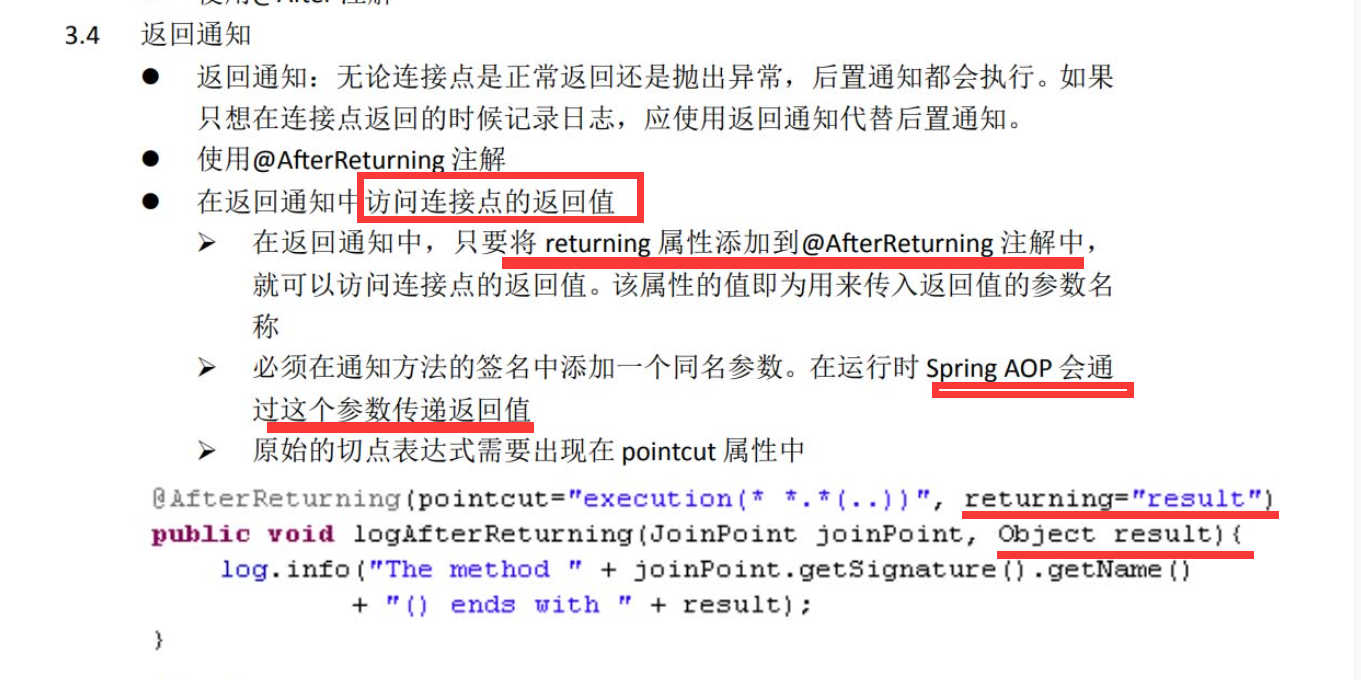 使用@After 注解
3.4 返回通知
● 返回通知：无论连接点是正常返回还是抛出异常，后置通知都会执行。如果
只想在连接点返回的时候记录日志，应使用返回通知代替后置通知。
● 使用@AfterReturning 注解
● 在返回通知中访问连接点的返回值
➢ 在返回通知中，只要将 returning 属性添加到@AfterReturning 注解中，
就可以访问连接点的返回值。该属性的值即为用来传入返回值的参数名
称
➢ 必须在通知方法的签名中添加一个同名参数。在运行时 Spring AOP 会通
过这个参数传递返回值
➢ 原始的切点表达式需要出现在 pointcut 属性中
@AfterReturning(pointcut="execution(* *.*(..))", returning="result")
public void logAfterReturning(JoinPoint joinPoint, Object result){
log.info("The method " + joinPoint.getSignature().getName()
+ "() ends with " + result);
}